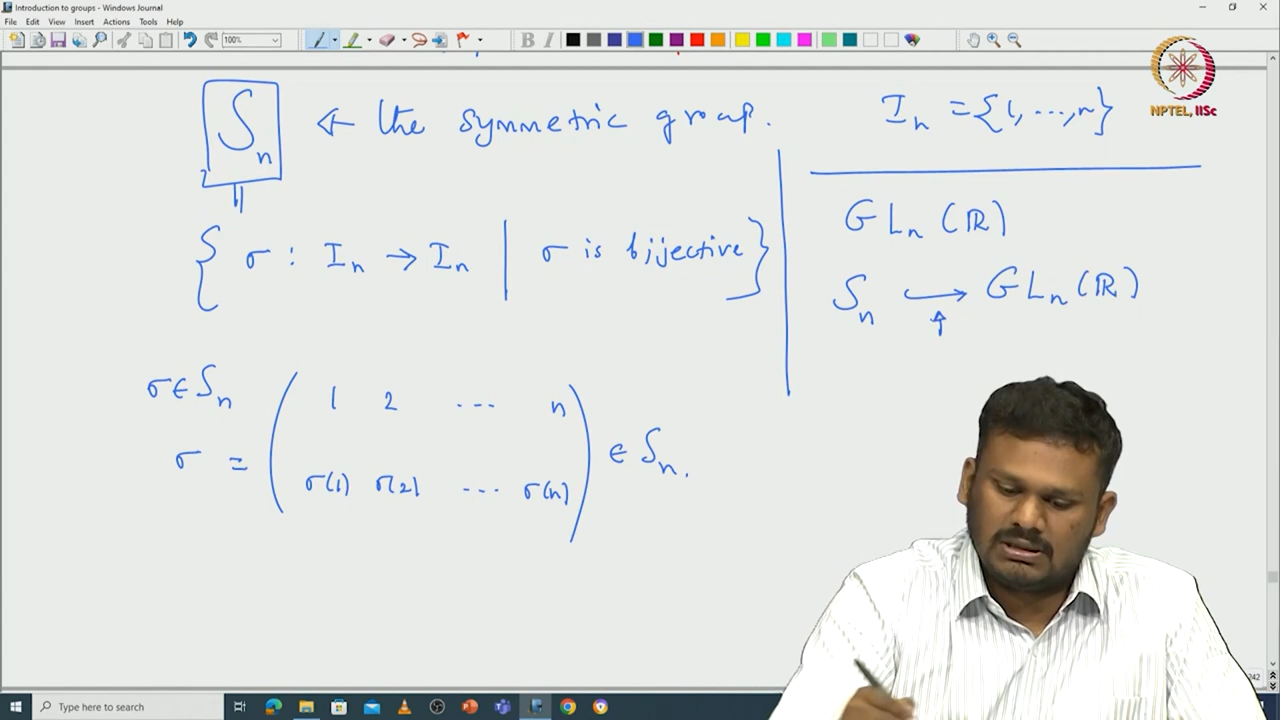 Introduction to groups - Windows Journal
File Edit View Insert Actions Tools Help
100%
B I
NPTEL, IISc
S_n ← the symmetric group.
I_n = {1, ..., n}
||
{ σ : I_n → I_n | σ is bijective }
GL_n (ℝ)
S_n → GL_n (ℝ)
↑
σ ∈ S_n
σ = ( 1 2 ... n
σ(1) σ(2) ... σ(n) ) ∈ S_n.
242
Type here to search